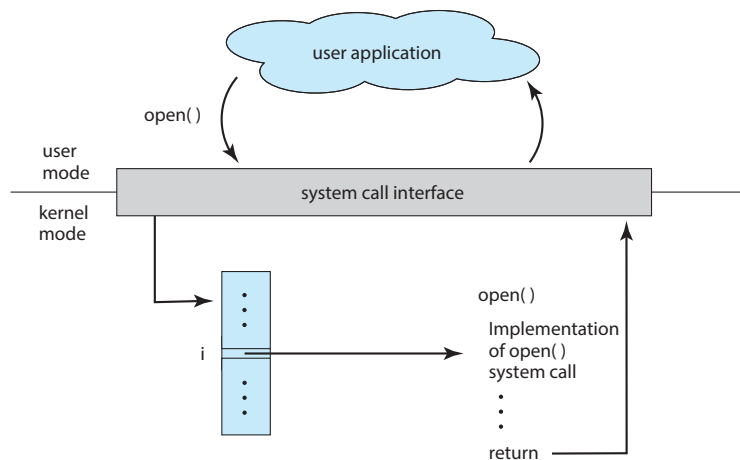 user application
open( )
user
mode
system call interface
kernel
mode
open( )
i
Implementation
of open( )
system call
return